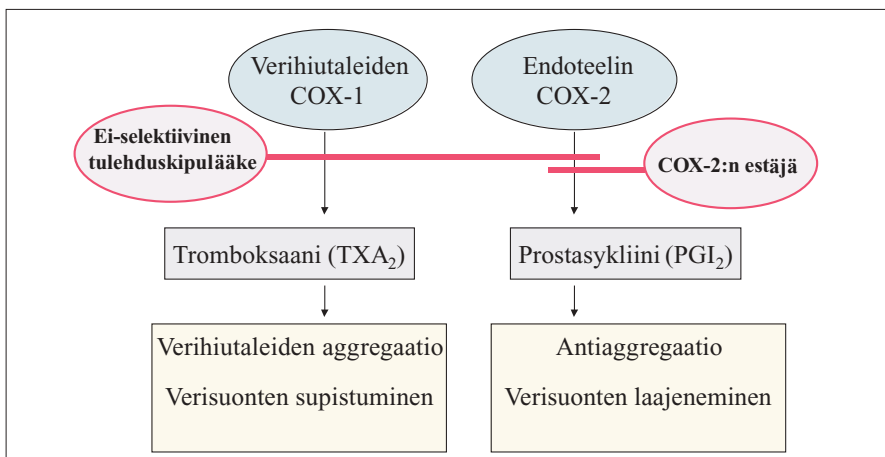 Verihiutaleiden
COX-1
Endoteelin
COX-2
Ei-selektiivinen
tulehduskipulääke
COX-2:n estäjä
Tromboksaani (TXA₂)
Prostasykliini (PGI₂)
Verihiutaleiden aggregaatio
Verisuonten supistuminen
Antiaggregaatio
Verisuonten laajeneminen